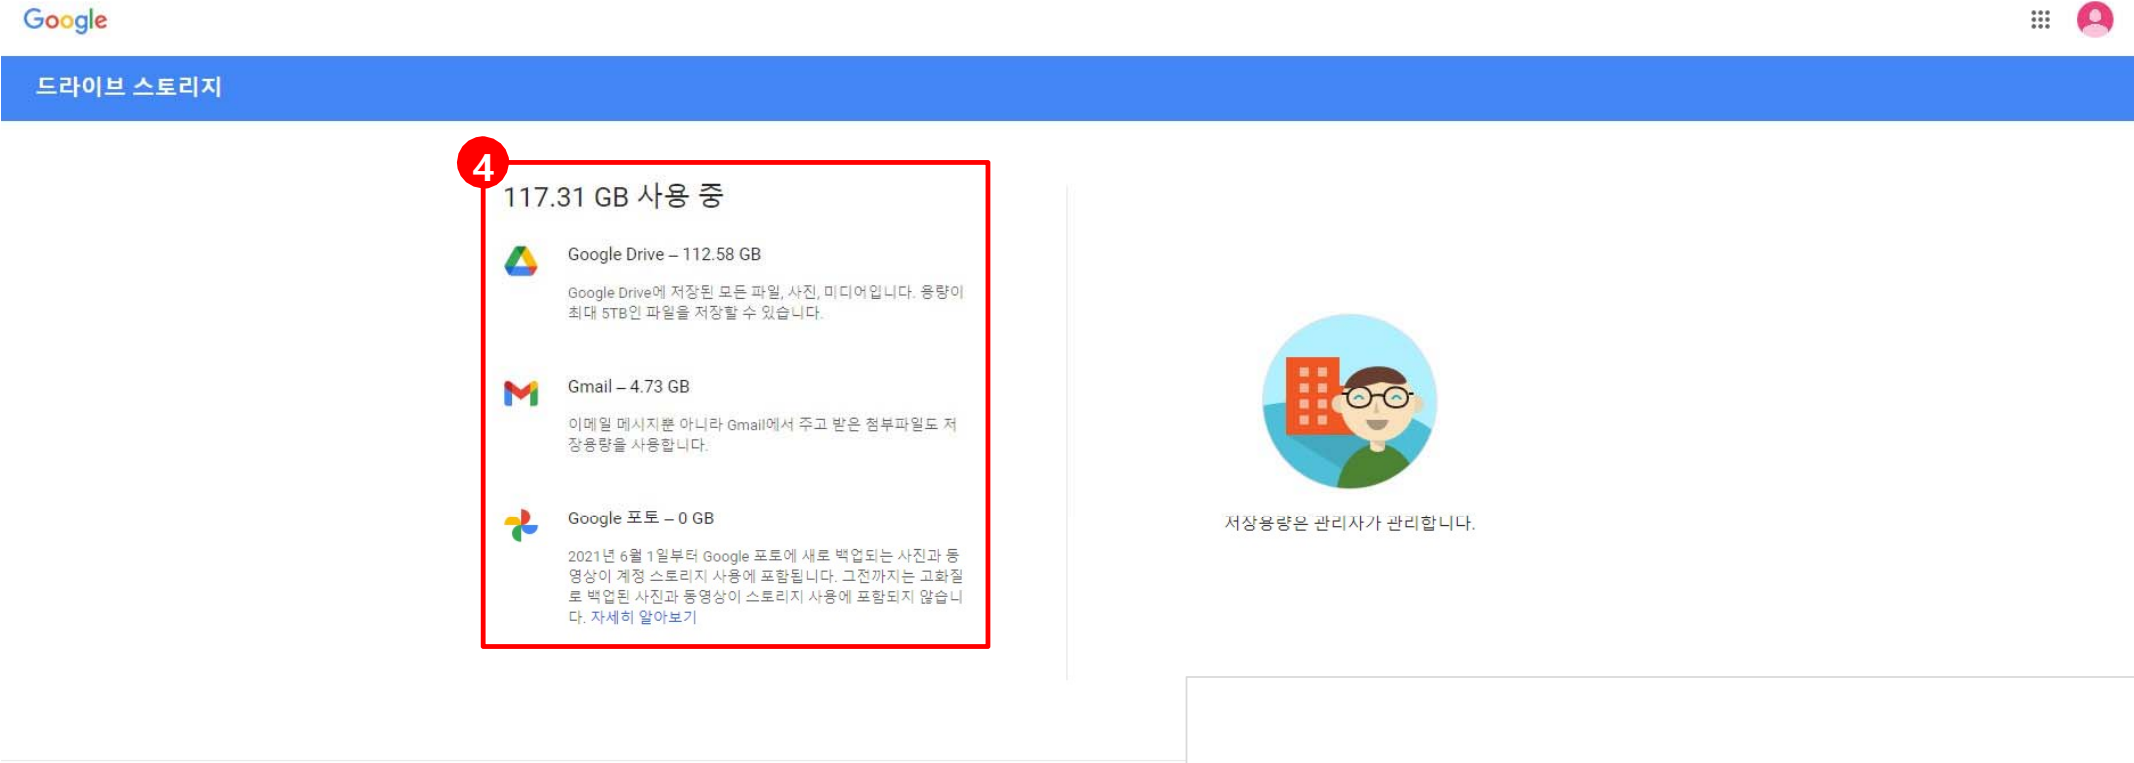 Google
드라이브 스토리지
4
117.31 GB 사용 중
Google Drive – 112.58 GB
Google Drive에 저장된 모든 파일, 사진, 미디어입니다. 용량이
최대 5TB인 파일을 저장할 수 있습니다.
Gmail – 4.73 GB
이메일 메시지뿐 아니라 Gmail에서 주고 받은 첨부파일도 저
장용량을 사용합니다.
Google 포토 – 0 GB
2021년 6월 1일부터 Google 포토에 새로 백업되는 사진과 동
영상이 계정 스토리지 사용에 포함됩니다. 그전까지는 고화질
로 백업된 사진과 동영상이 스토리지 사용에 포함되지 않습니
다. 자세히 알아보기
저장용량은 관리자가 관리합니다.